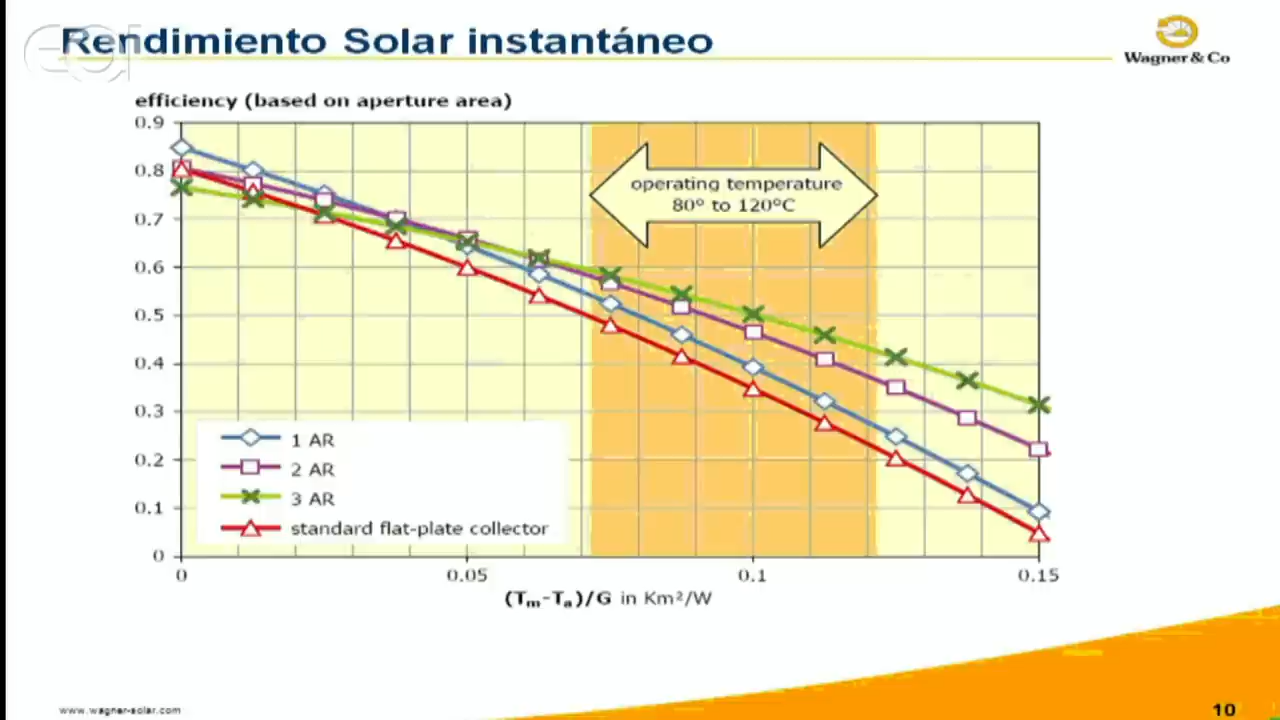 eoi
Rendimiento Solar instantáneo
Wagner & Co
efficiency (based on aperture area)
0.9
0.8
0.7
0.6
0.5
0.4
0.3
0.2
0.1
0
operating temperature
80° to 120°C
1 AR
2 AR
3 AR
standard flat-plate collector
0 0.05 0.1 0.15
(Tm-Ta)/G in Km²/W
www.wagner-solar.com
10